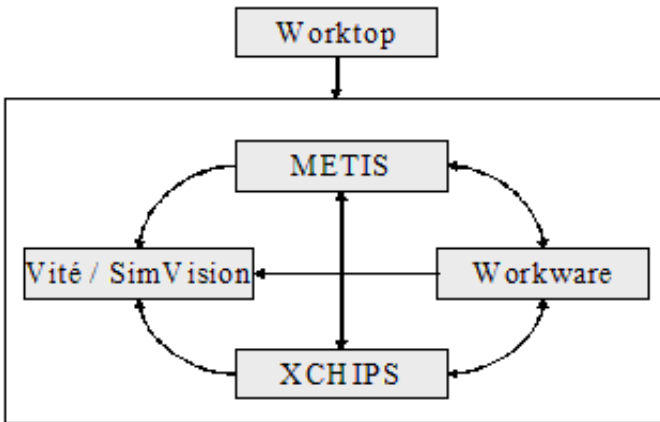 Worktop
METIS
Vité / SimVision
Workware
XCHIPS